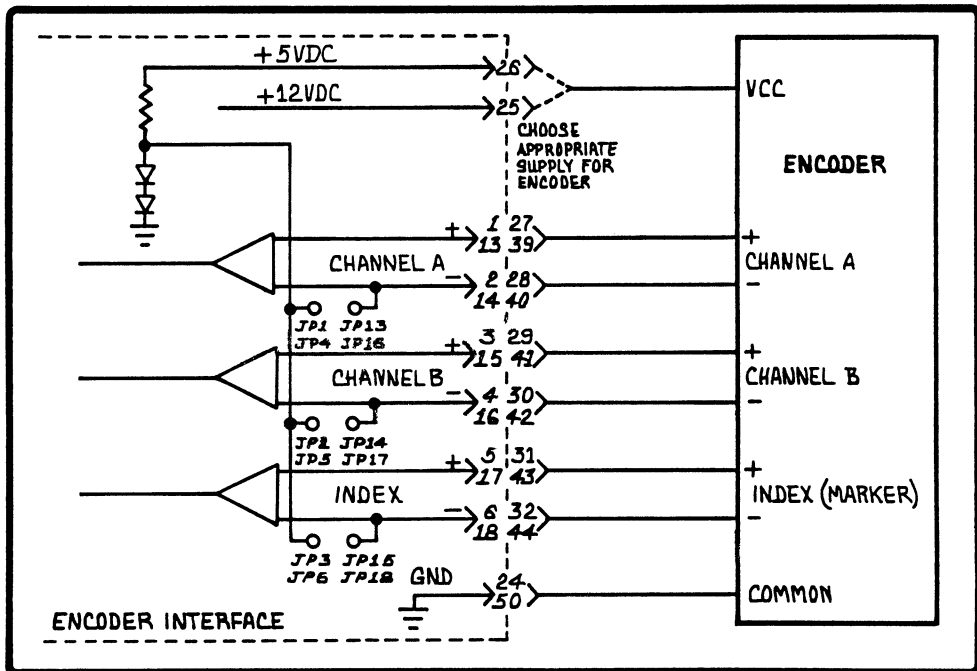 +5VDC
26
+12VDC
25
CHOOSE
APPROPRIATE
SUPPLY FOR
ENCODER
VCC
ENCODER
+ 1 27
13 39
CHANNEL A
- 2 28
14 40
+
CHANNEL A
-
JP1 JP13
JP4 JP16
+ 3 29
15 41
CHANNEL B
- 4 30
16 42
+
CHANNEL B
-
JP2 JP14
JP5 JP17
+ 5 31
17 43
INDEX
- 6 32
18 44
+
INDEX (MARKER)
-
JP3 JP15
JP6 JP18
GND
24
50
COMMON
ENCODER INTERFACE